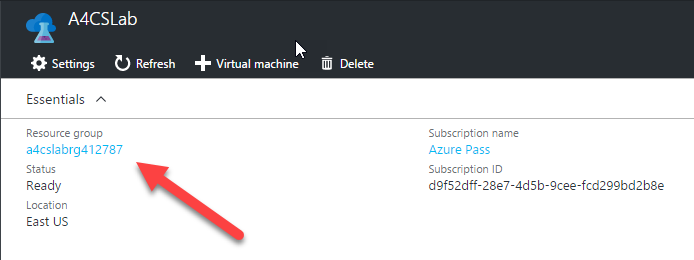 A4CSLab
Settings Refresh Virtual machine Delete
Essentials
Resource group
a4cslabrg412787
Status
Ready
Location
East US
Subscription name
Azure Pass
Subscription ID
d9f52dff-28e7-4d5b-9cee-fcd299bd2b8e